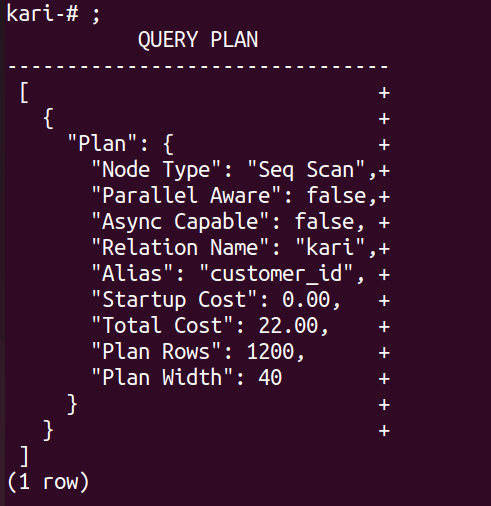 kari-# ;
           QUERY PLAN
--------------------------------
 [                             +
   {                           +
     "Plan": {                 +
       "Node Type": "Seq Scan",+
       "Parallel Aware": false,+
       "Async Capable": false, +
       "Relation Name": "kari",+
       "Alias": "customer_id", +
       "Startup Cost": 0.00,   +
       "Total Cost": 22.00,    +
       "Plan Rows": 1200,      +
       "Plan Width": 40        +
     }                         +
   }                           +
 ]
(1 row)